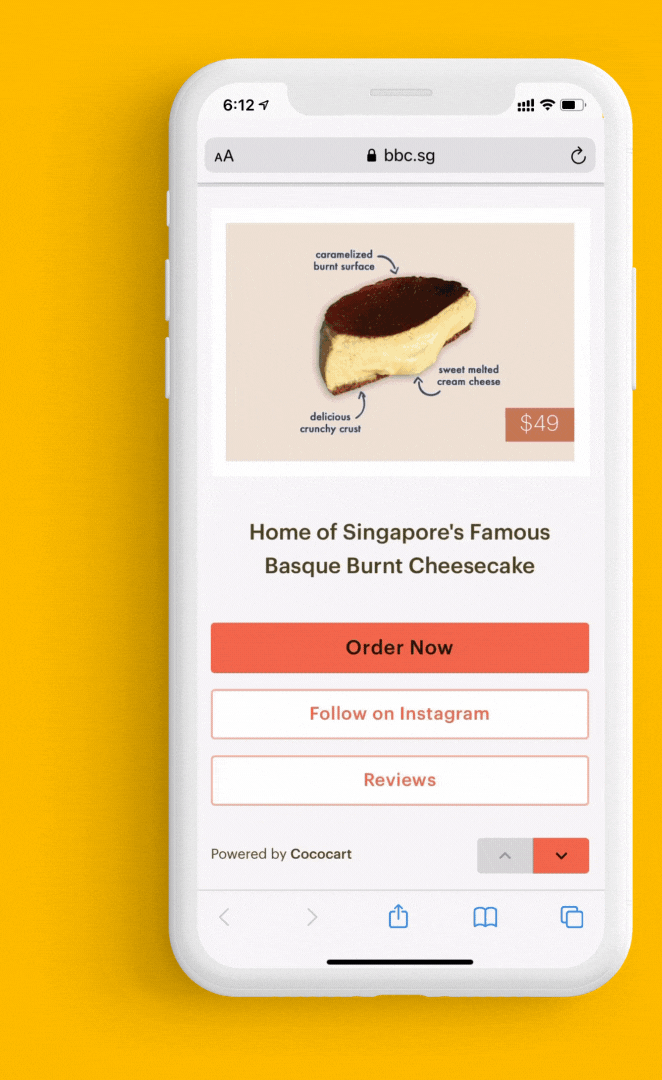 6:12
AA
bbc.sg
caramelized
burnt surface
sweet melted
cream cheese
delicious
crunchy crust
$49
Home of Singapore's Famous
Basque Burnt Cheesecake
Order Now
Follow on Instagram
Reviews
Powered by Cococart